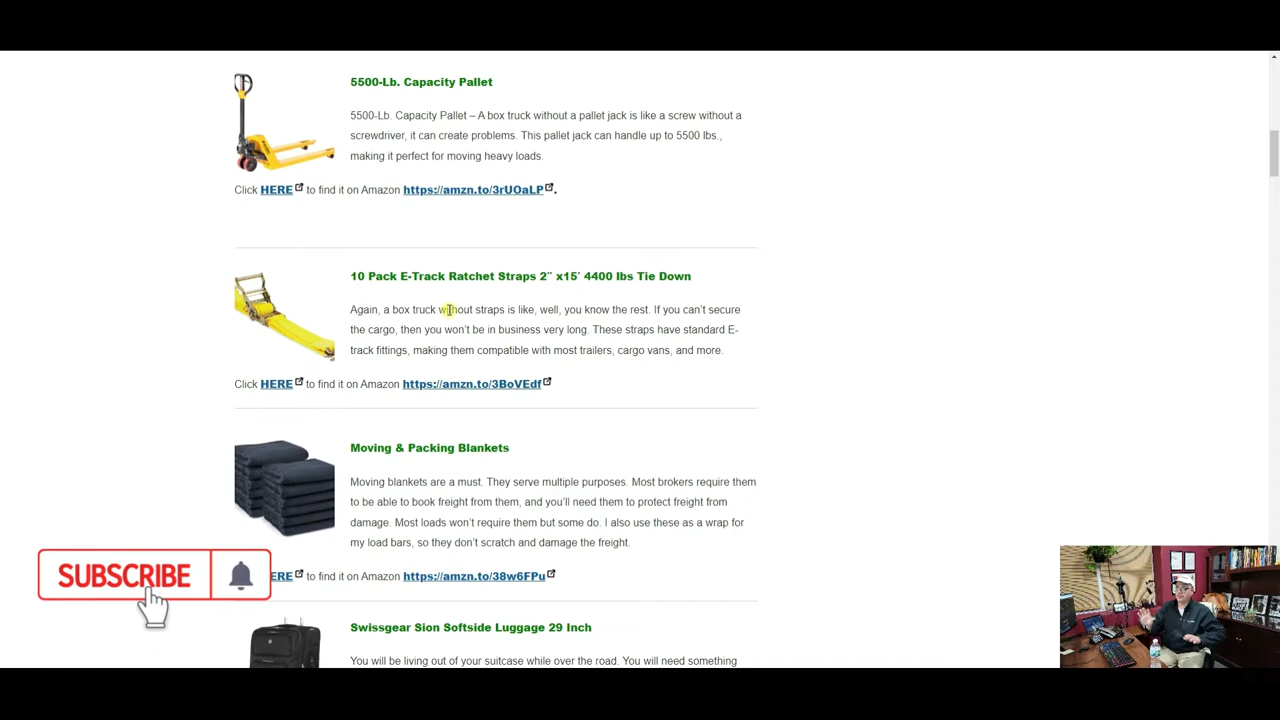 5500-Lb. Capacity Pallet
5500-Lb. Capacity Pallet – A box truck without a pallet jack is like a screw without a
screwdriver, it can create problems. This pallet jack can handle up to 5500 lbs.,
making it perfect for moving heavy loads.
Click HERE to find it on Amazon https://amzn.to/3rUOaLP.
10 Pack E-Track Ratchet Straps 2″ x15′ 4400 lbs Tie Down
Again, a box truck without straps is like, well, you know the rest. If you can’t secure
the cargo, then you won’t be in business very long. These straps have standard E-
track fittings, making them compatible with most trailers, cargo vans, and more.
Click HERE to find it on Amazon https://amzn.to/3BoVEdf
Moving & Packing Blankets
Moving blankets are a must. They serve multiple purposes. Most brokers require them
to be able to book freight from them, and you’ll need them to protect freight from
damage. Most loads won’t require them but some do. I also use these as a wrap for
my load bars, so they don’t scratch and damage the freight.
SUBSCRIBE
ERE to find it on Amazon https://amzn.to/38w6FPu
Swissgear Sion Softside Luggage 29 Inch
You will be living out of your suitcase while over the road. You will need something